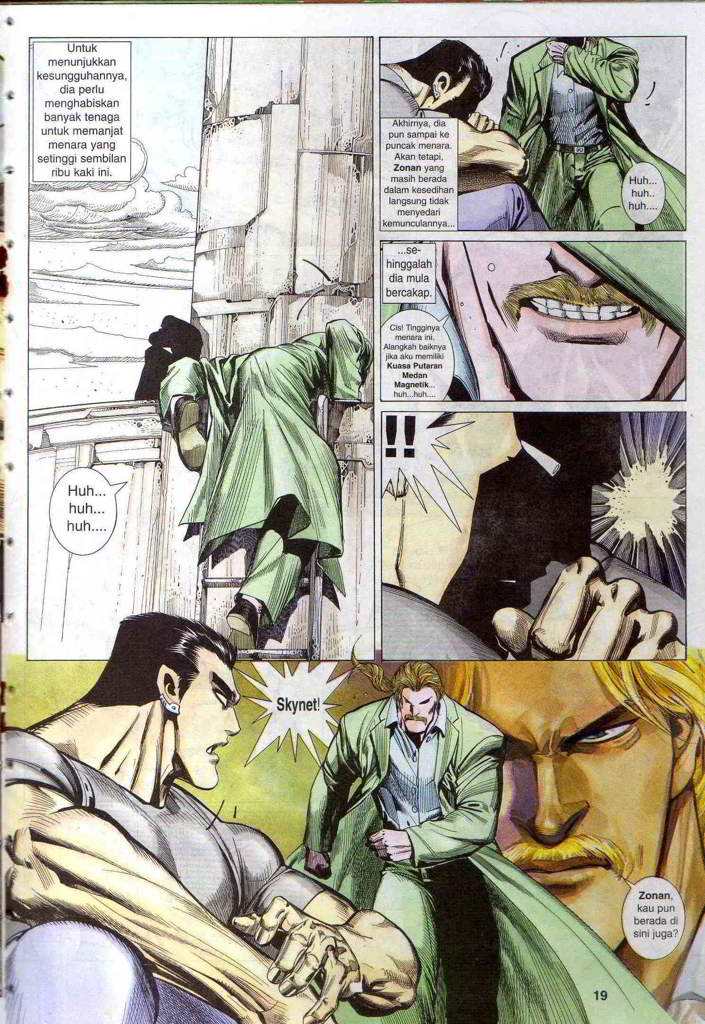 Untuk
menunjukkan
kesungguhannya,
dia perlu
menghabiskan
banyak tenaga
untuk memanjat
menara yang
setinggi sembilan
ribu kaki ini.
Huh...
huh...
huh....
Akhirnya, dia
pun sampai ke
puncak menara.
Akan tetapi,
Zonan yang
masih berada
dalam kesedihan
langsung tidak
menyedari
kemunculannya...
Huh...
huh..
huh....
...se-
hinggalah
dia mula
bercakap.
Cis! Tingginya
menara ini.
Alangkah baiknya
jika aku memiliki
Kuasa Putaran
Medan
Magnetik...
huh...huh....
!!
Skynet!
Zonan,
kau pun
berada di
sini juga?
19